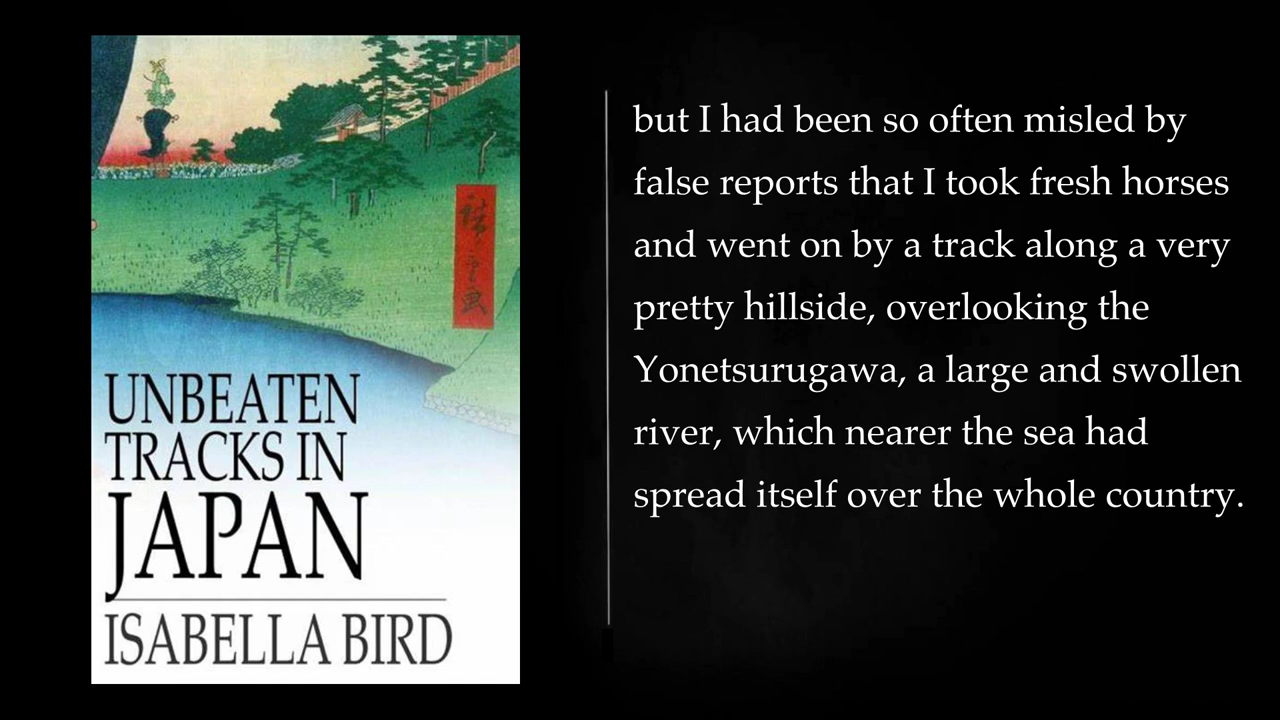 UNBEATEN
TRACKS IN
JAPAN
ISABELLA BIRD
but I had been so often misled by
false reports that I took fresh horses
and went on by a track along a very
pretty hillside, overlooking the
Yonetsurugawa, a large and swollen
river, which nearer the sea had
spread itself over the whole country.